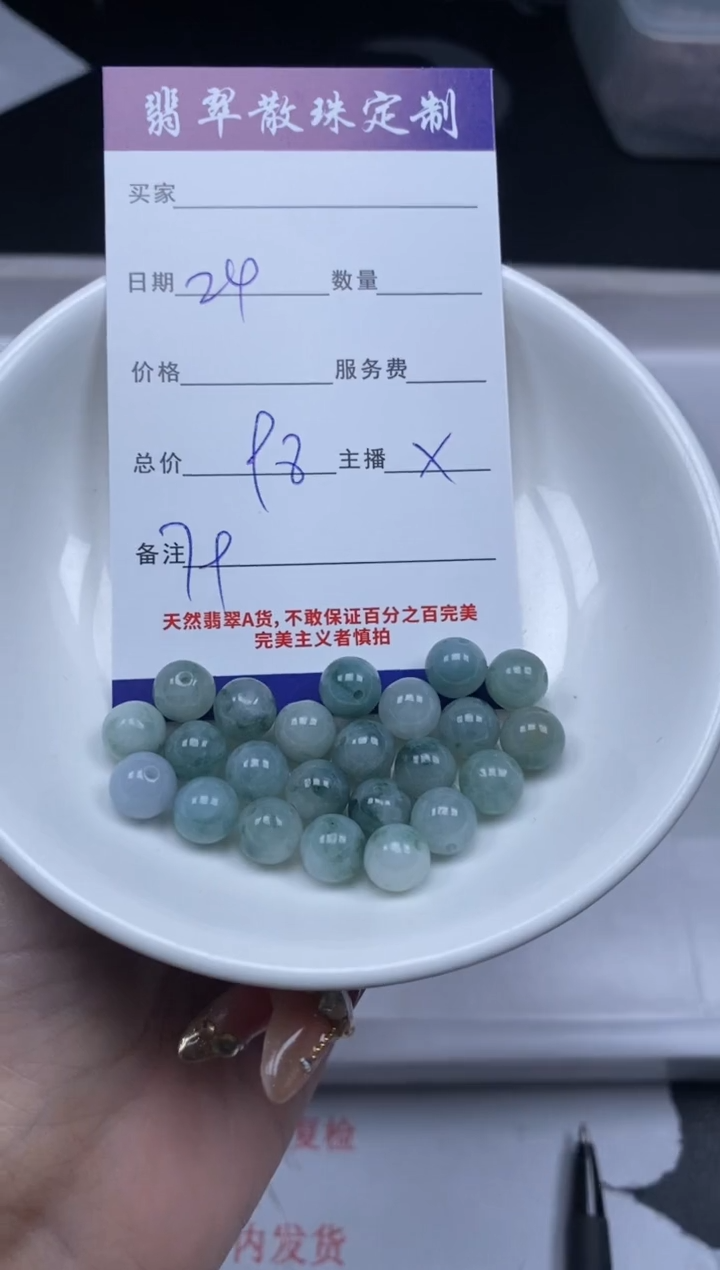 翡翠散珠定制
买家
日期 24 数量
价格 服务费
总价 主播 X
备注
天然翡翠A货,不敢保证百分之百完美
完美主义者慎拍
复检
内发货